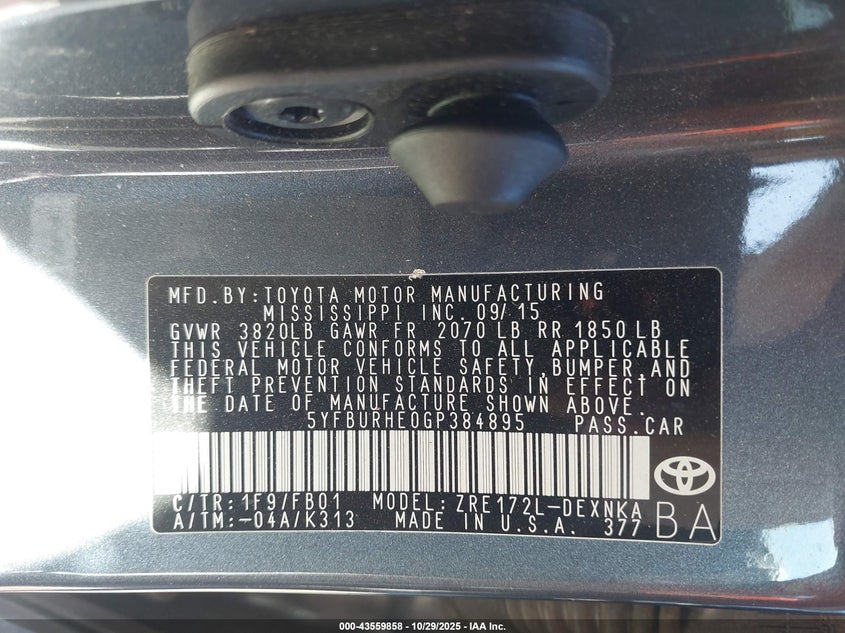 MFD.BY:TOYOTA MOTOR MANUFACTURING
MISSISSIPPI INC. 09/15
GVWR 3820LB GAWR FR 2070 LB RR 1850 LB
THIS VEHICLE CONFORMS TO ALL APPLICABLE
FEDERAL MOTOR VEHICLE SAFETY,BUMPER,AND
THEFT PREVENTION STANDARDS IN EFFECT ON
THE DATE OF MANUFACTURE SHOWN ABOVE.
5YFBURHE0GP384895 PASS.CAR
C/TR:1F9/FB01 MODEL:ZRE172L-DEXNKA
A/TM:-04A/K313 MADE IN U.S.A. 377 BA
000-43559858 - 10/29/2025 - IAA Inc.